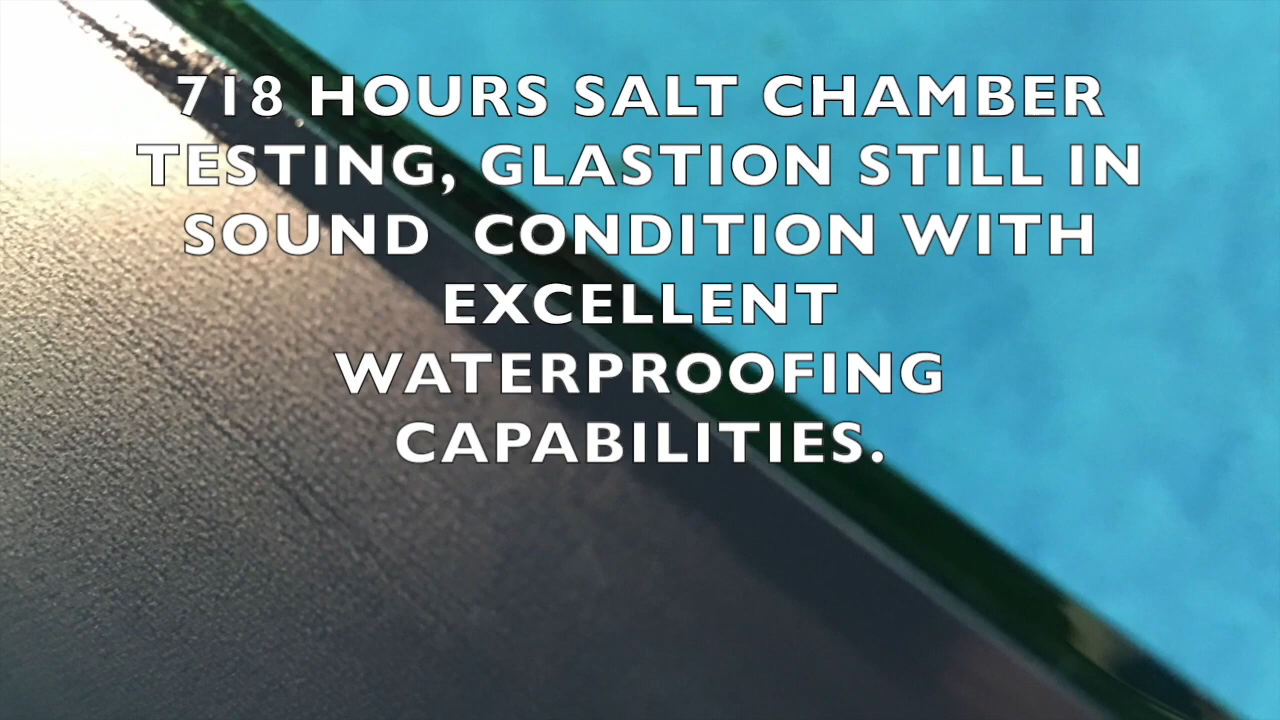 718 HOURS SALT CHAMBER
TESTING, GLASTION STILL IN
SOUND  CONDITION WITH
EXCELLENT
WATERPROOFING
CAPABILITIES.